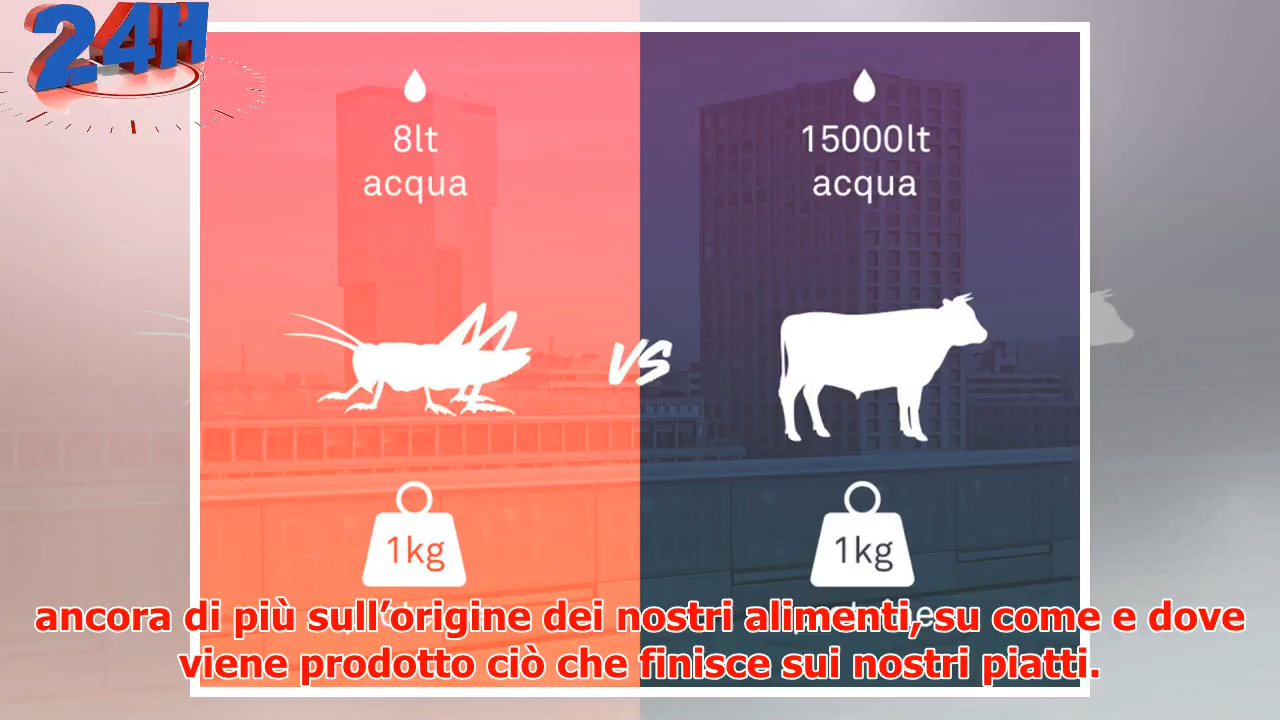 24H
8lt
acqua
15000lt
acqua
vs
1kg
1kg
ancora di più sull’origine dei nostri alimenti, su come e dove
viene prodotto ciò che finisce sui nostri piatti.